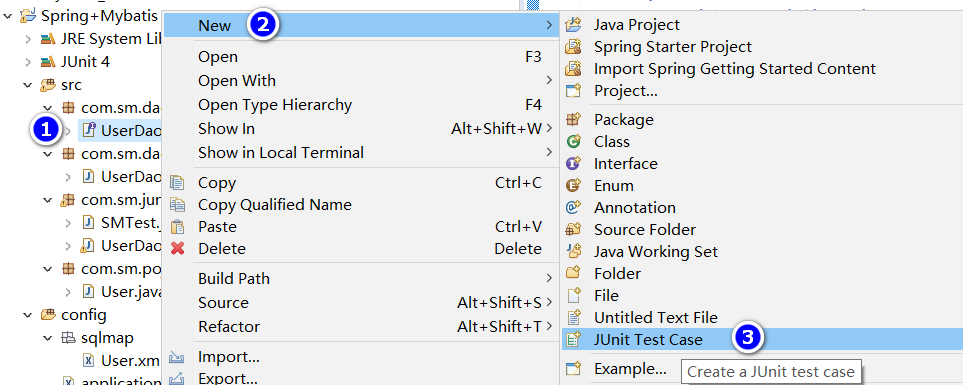 Spring+Mybatis
JRE System Lib
JUnit 4
src
com.sm.dao
1
UserDao
com.sm.dao
UserDao
com.sm.jun
SMTest.j
UserDao
com.sm.poj
User.java
config
sqlmap
User.xm
application
New
2
Open F3
Open With
Open Type Hierarchy F4
Show In Alt+Shift+W
Show in Local Terminal
Copy Ctrl+C
Copy Qualified Name
Paste Ctrl+V
Delete Delete
Build Path
Source Alt+Shift+S
Refactor Alt+Shift+T
Import...
Export...
Java Project
Spring Starter Project
Import Spring Getting Started Content
Project...
Package
Class
Interface
Enum
Annotation
Source Folder
Java Working Set
Folder
File
Untitled Text File
JUnit Test Case
3
Example...
Create a JUnit test case